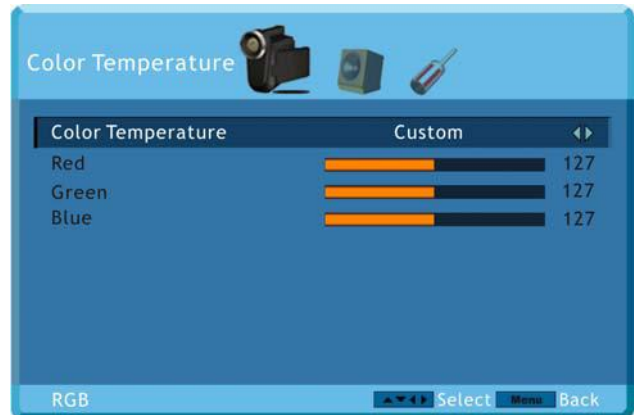 Color Temperature
Color Temperature Custom
Red 127
Green 127
Blue 127
RGB Select Menu Back